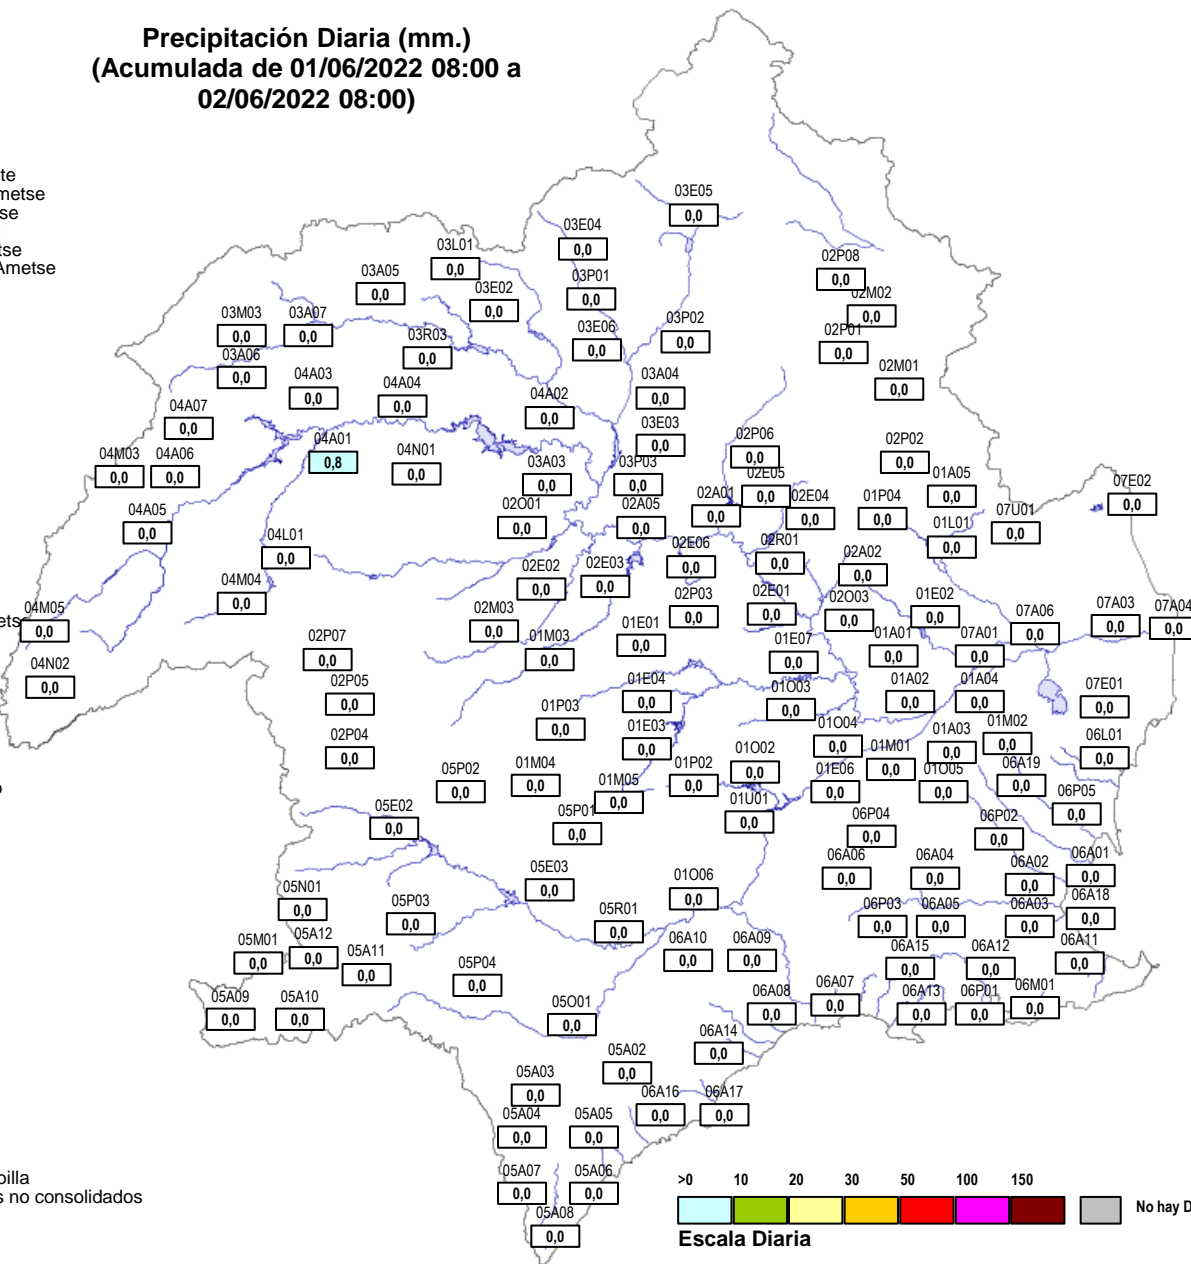 Precipitación Diaria (mm.)
(Acumulada de 01/06/2022 08:00 a
02/06/2022 08:00)
te
metse
se
tse
Ametse
03E05
0,0
03E04
0,0
03L01
0,0
02P08
0,0
03A05
0,0
03P01
0,0
03E02
0,0
02M02
0,0
03M03
0,0
03A07
0,0
03P02
0,0
03E06
0,0
02P01
0,0
03R03
0,0
03A06
0,0
02M01
0,0
04A03
0,0
04A04
0,0
03A04
0,0
04A02
0,0
04A07
0,0
03E03
0,0
04A01
0,8
02P06
0,0
02P02
0,0
04M03
0,0
04A06
0,0
04N01
0,0
03A03
0,0
03P03
0,0
02E05
0,0
01A05
0,0
07E02
0,0
02A01
0,0
02E04
0,0
01P04
0,0
04A05
0,0
02O01
0,0
02A05
0,0
07U01
0,0
01L01
0,0
04L01
0,0
02E06
0,0
02R01
0,0
02A02
0,0
02E02
0,0
02E03
0,0
04M04
0,0
02P03
0,0
02E01
0,0
02O03
0,0
01E02
0,0
ets
04M05
0,0
02M03
0,0
07A06
0,0
07A03
0,0
07A04
0,0
01E01
0,0
02P07
0,0
01M03
0,0
01E07
0,0
01A01
0,0
07A01
0,0
04N02
0,0
02P05
0,0
01E04
0,0
01O03
0,0
01A02
0,0
01A04
0,0
07E01
0,0
01P03
0,0
02P04
0,0
01E03
0,0
01O04
0,0
01A03
0,0
01M02
0,0
06L01
0,0
01M01
0,0
05P02
0,0
01M04
0,0
01P02
0,0
01O02
0,0
01E06
0,0
01O05
0,0
06A19
0,0
01M05
0,0
06P05
0,0
05E02
0,0
05P01
0,0
01U01
0,0
06P04
0,0
06P02
0,0
05E03
0,0
06A06
0,0
06A04
0,0
06A02
0,0
06A01
0,0
05N01
0,0
05P03
0,0
01O06
0,0
05R01
0,0
06P03
0,0
06A05
0,0
06A03
0,0
06A18
0,0
05M01
0,0
05A12
0,0
05A11
0,0
06A10
0,0
06A09
0,0
06A15
0,0
06A12
0,0
06A11
0,0
05P04
0,0
05A09
0,0
05A10
0,0
05O01
0,0
06A08
0,0
06A07
0,0
06A13
0,0
06P01
0,0
06M01
0,0
06A14
0,0
05A02
0,0
05A03
0,0
06A16
0,0
06A17
0,0
05A04
0,0
05A05
0,0
05A07
0,0
05A06
0,0
05A08
0,0
pilla
s no consolidados
>0 10 20 30 50 100 150
No hay D
Escala Diaria